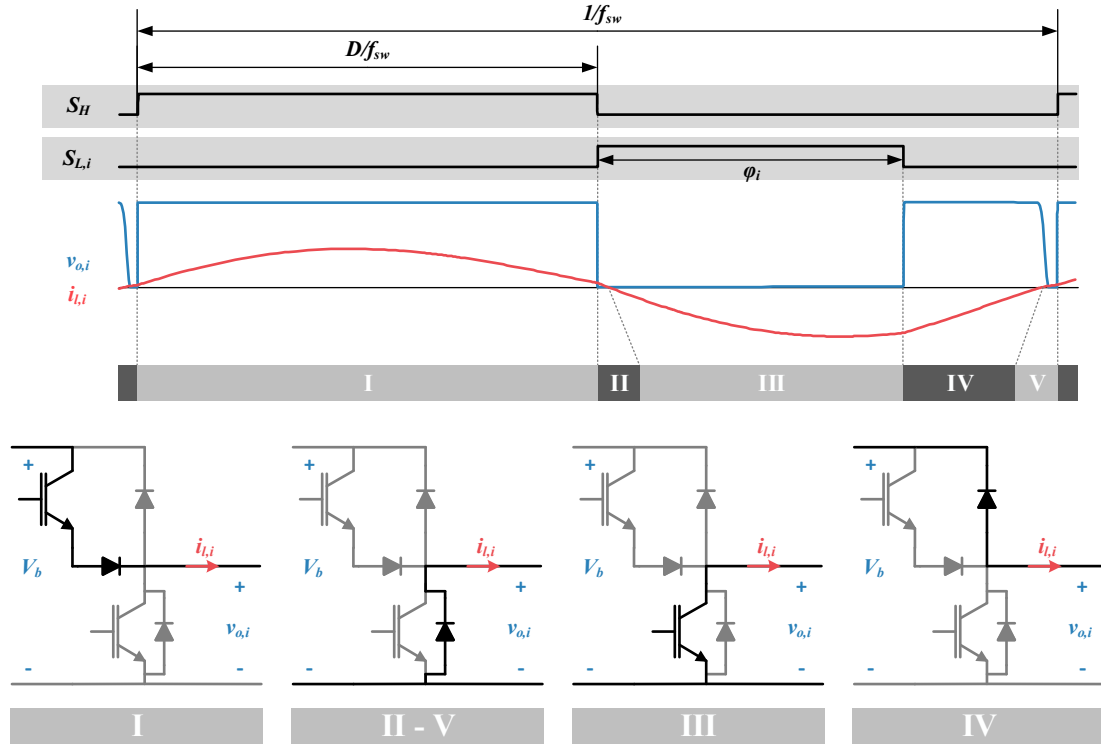 1/fsw
D/fsw
SH
SL,i
φi
vo,i
il,i
I II III IV V
+ + + +
il,i il,i il,i il,i
Vb Vb Vb Vb
+ + + +
vo,i vo,i vo,i vo,i
- - - - - - - -
I II - V III IV